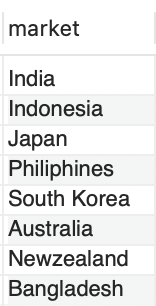 market
India
Indonesia
Japan
Philiphines
South Korea
Australia
Newzealand
Bangladesh